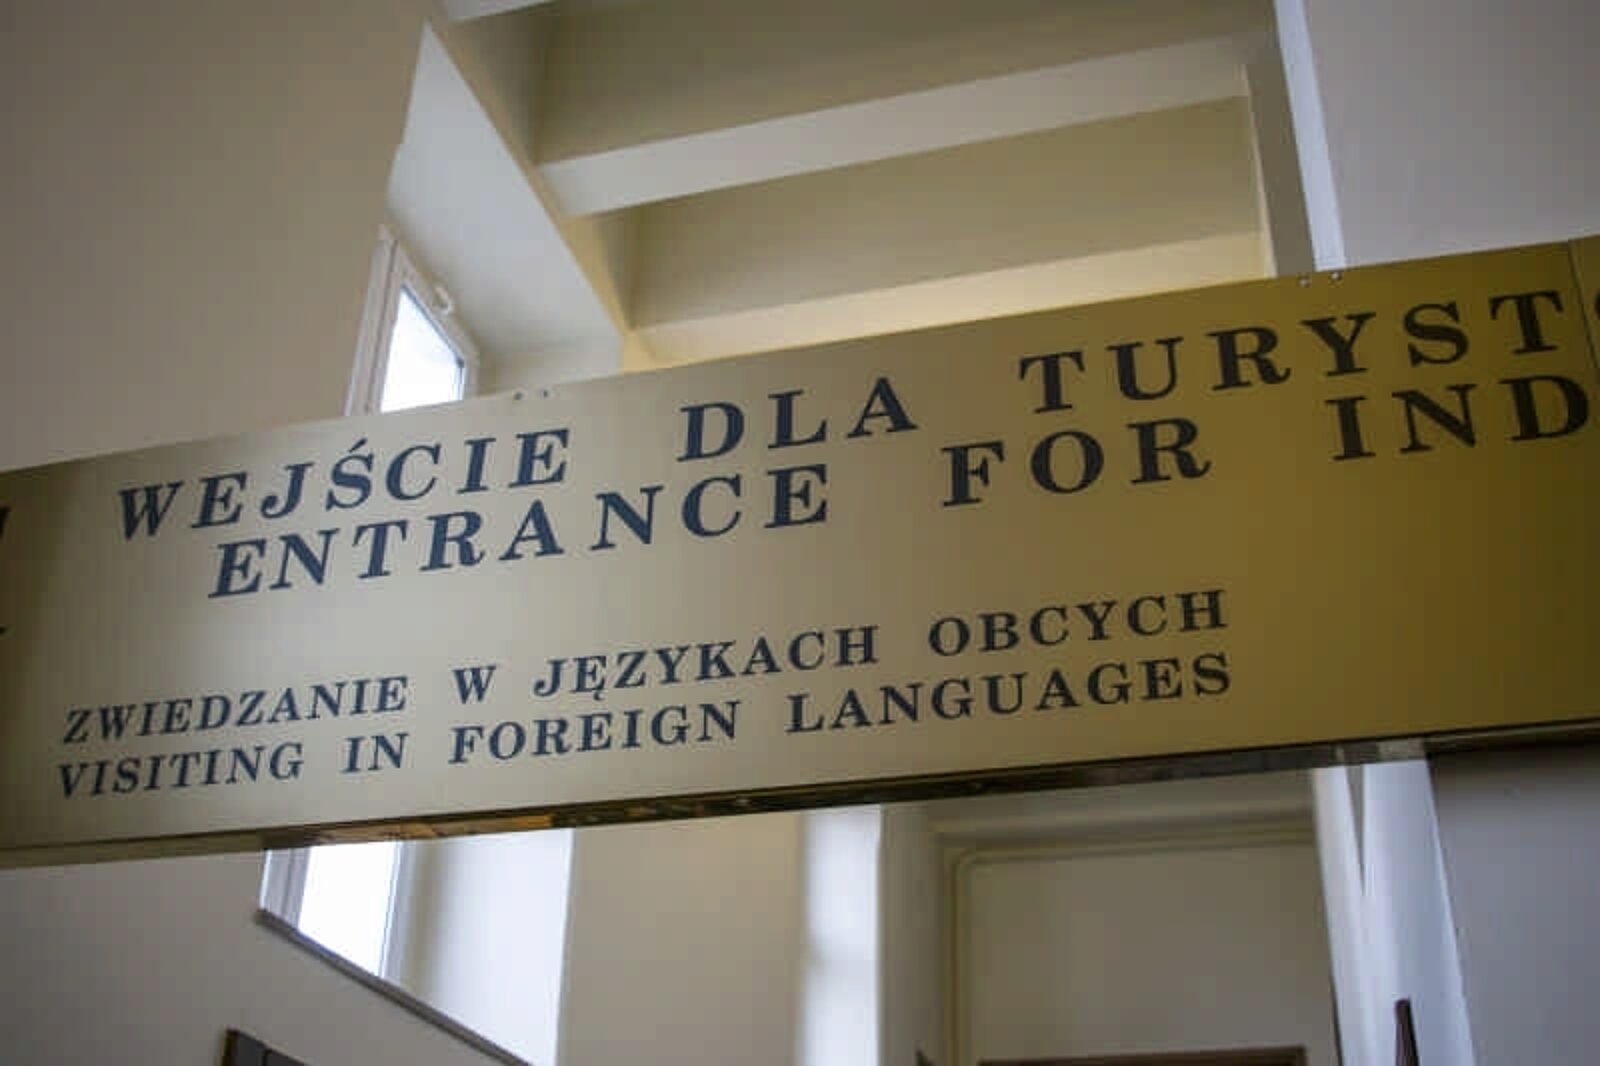 WEJŚCIE DLA TURYST
ENTRANCE FOR IND
ZWIEDZANIE W JĘZYKACH OBCYCH
VISITING IN FOREIGN LANGUAGES